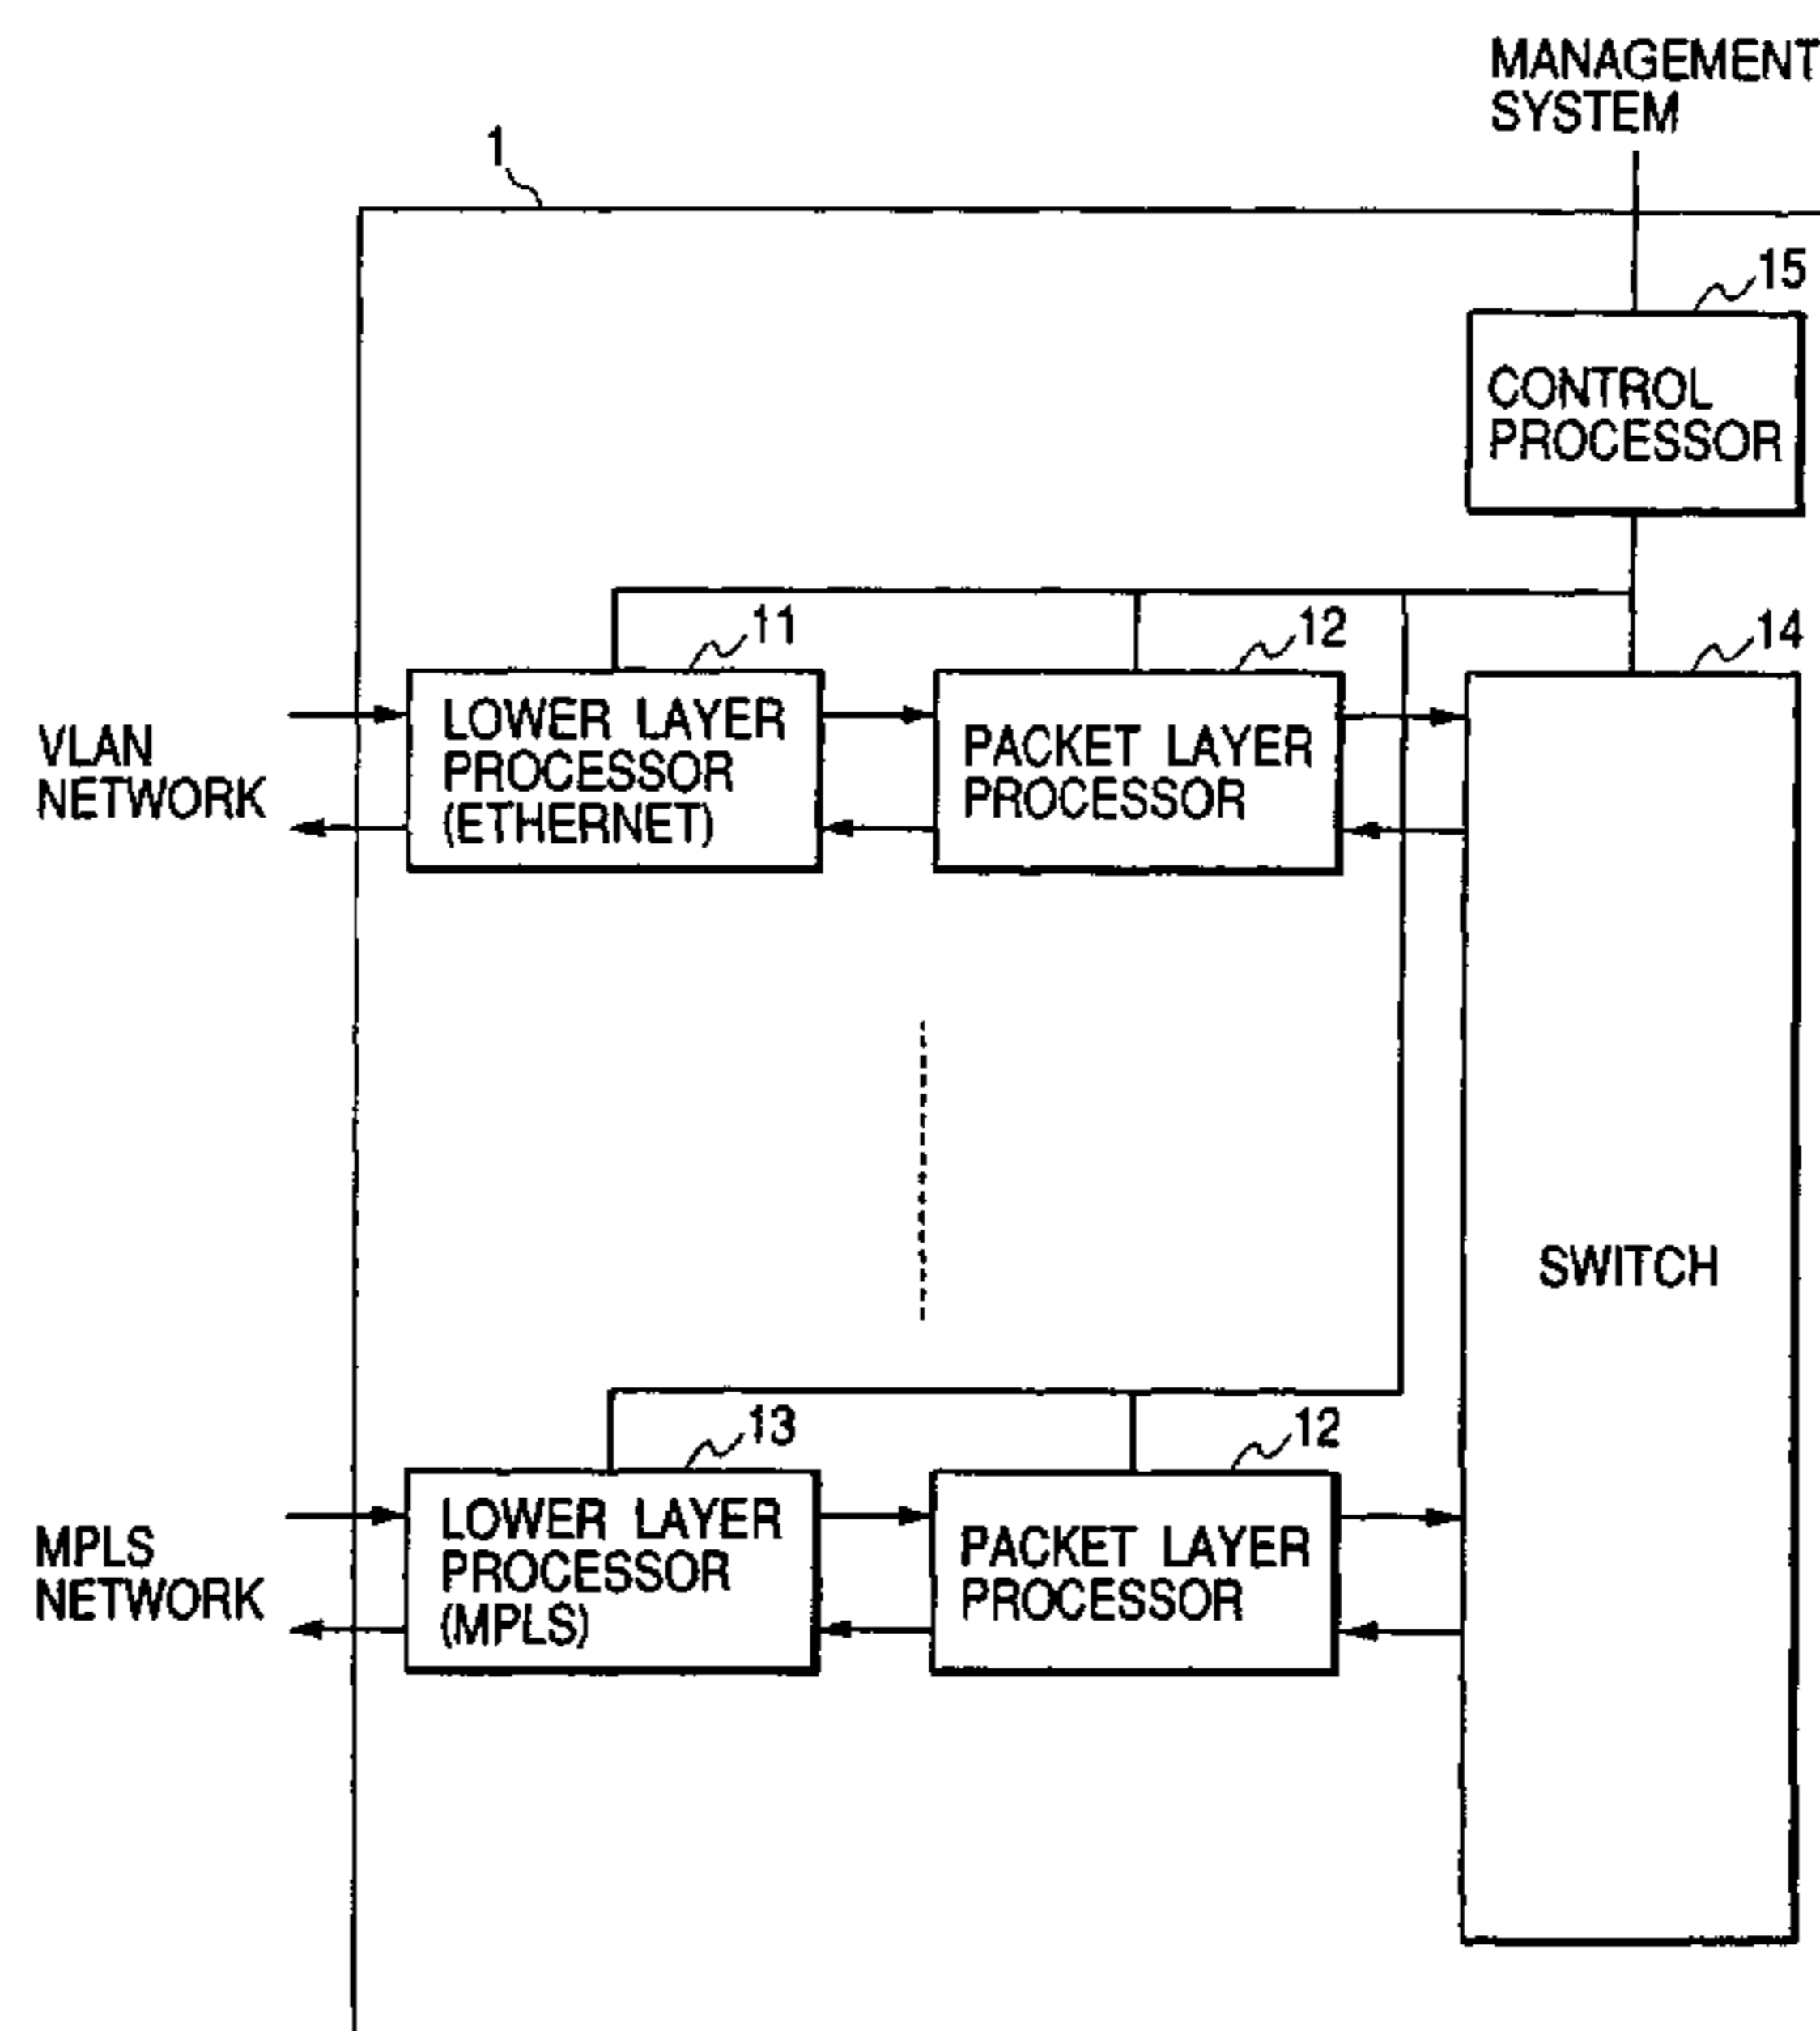 MANAGEMENT
SYSTEM
1
15
CONTROL
PROCESSOR
11
12
14
VLAN
NETWORK
LOWER LAYER
PROCESSOR
(ETHERNET)
PACKET LAYER
PROCESSOR
SWITCH
13
12
MPLS
NETWORK
LOWER LAYER
PROCESSOR
(MPLS)
PACKET LAYER
PROCESSOR